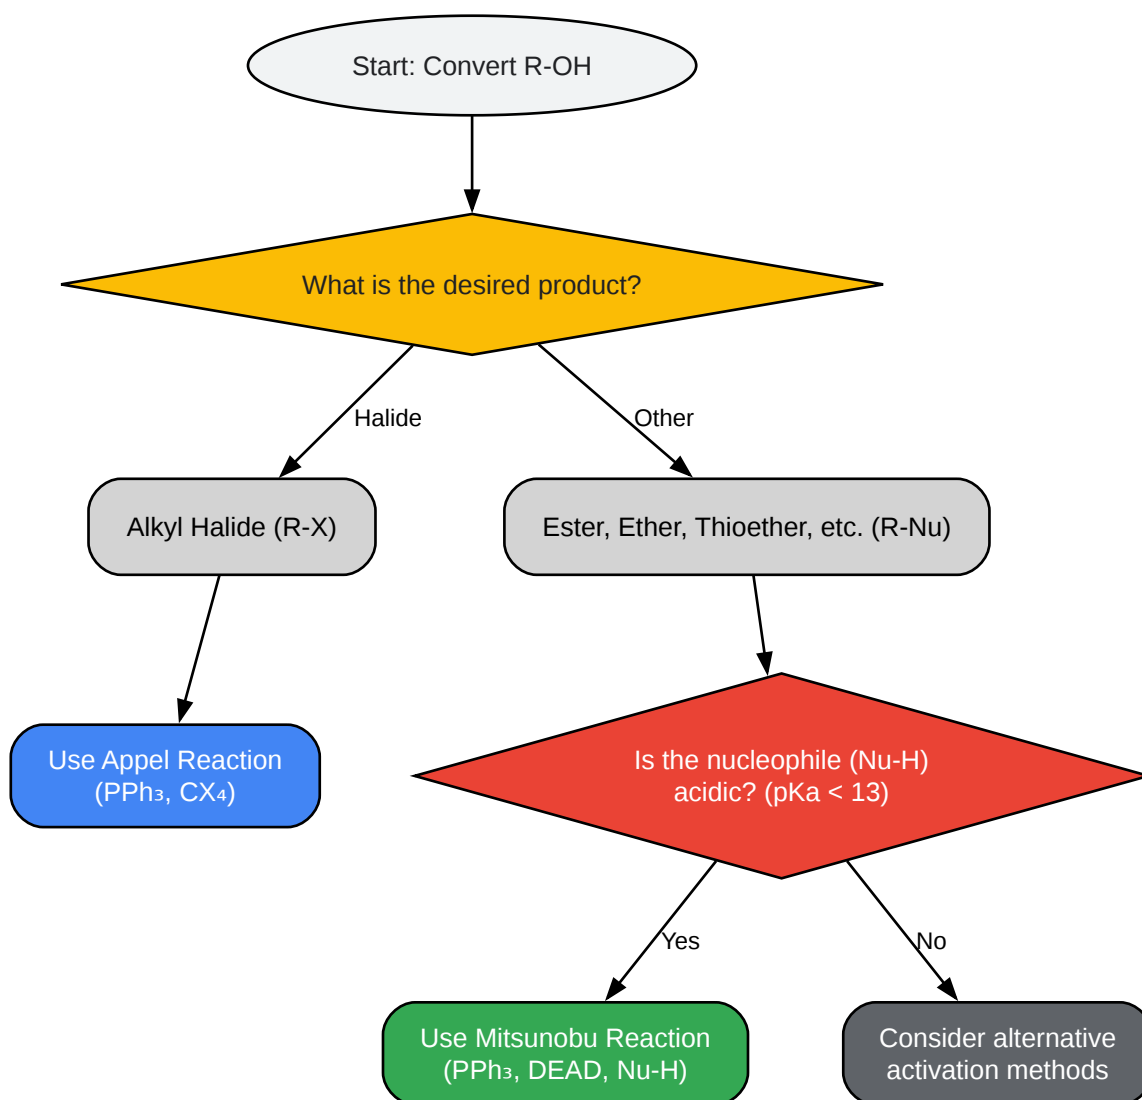 Start: Convert R-OH
What is the desired product?
Halide
Other
Alkyl Halide (R-X)
Ester, Ether, Thioether, etc. (R-Nu)
Use Appel Reaction
(PPh₃, CX₄)
Is the nucleophile (Nu-H)
acidic? (pKa < 13)
Yes
No
Use Mitsunobu Reaction
(PPh₃, DEAD, Nu-H)
Consider alternative
activation methods